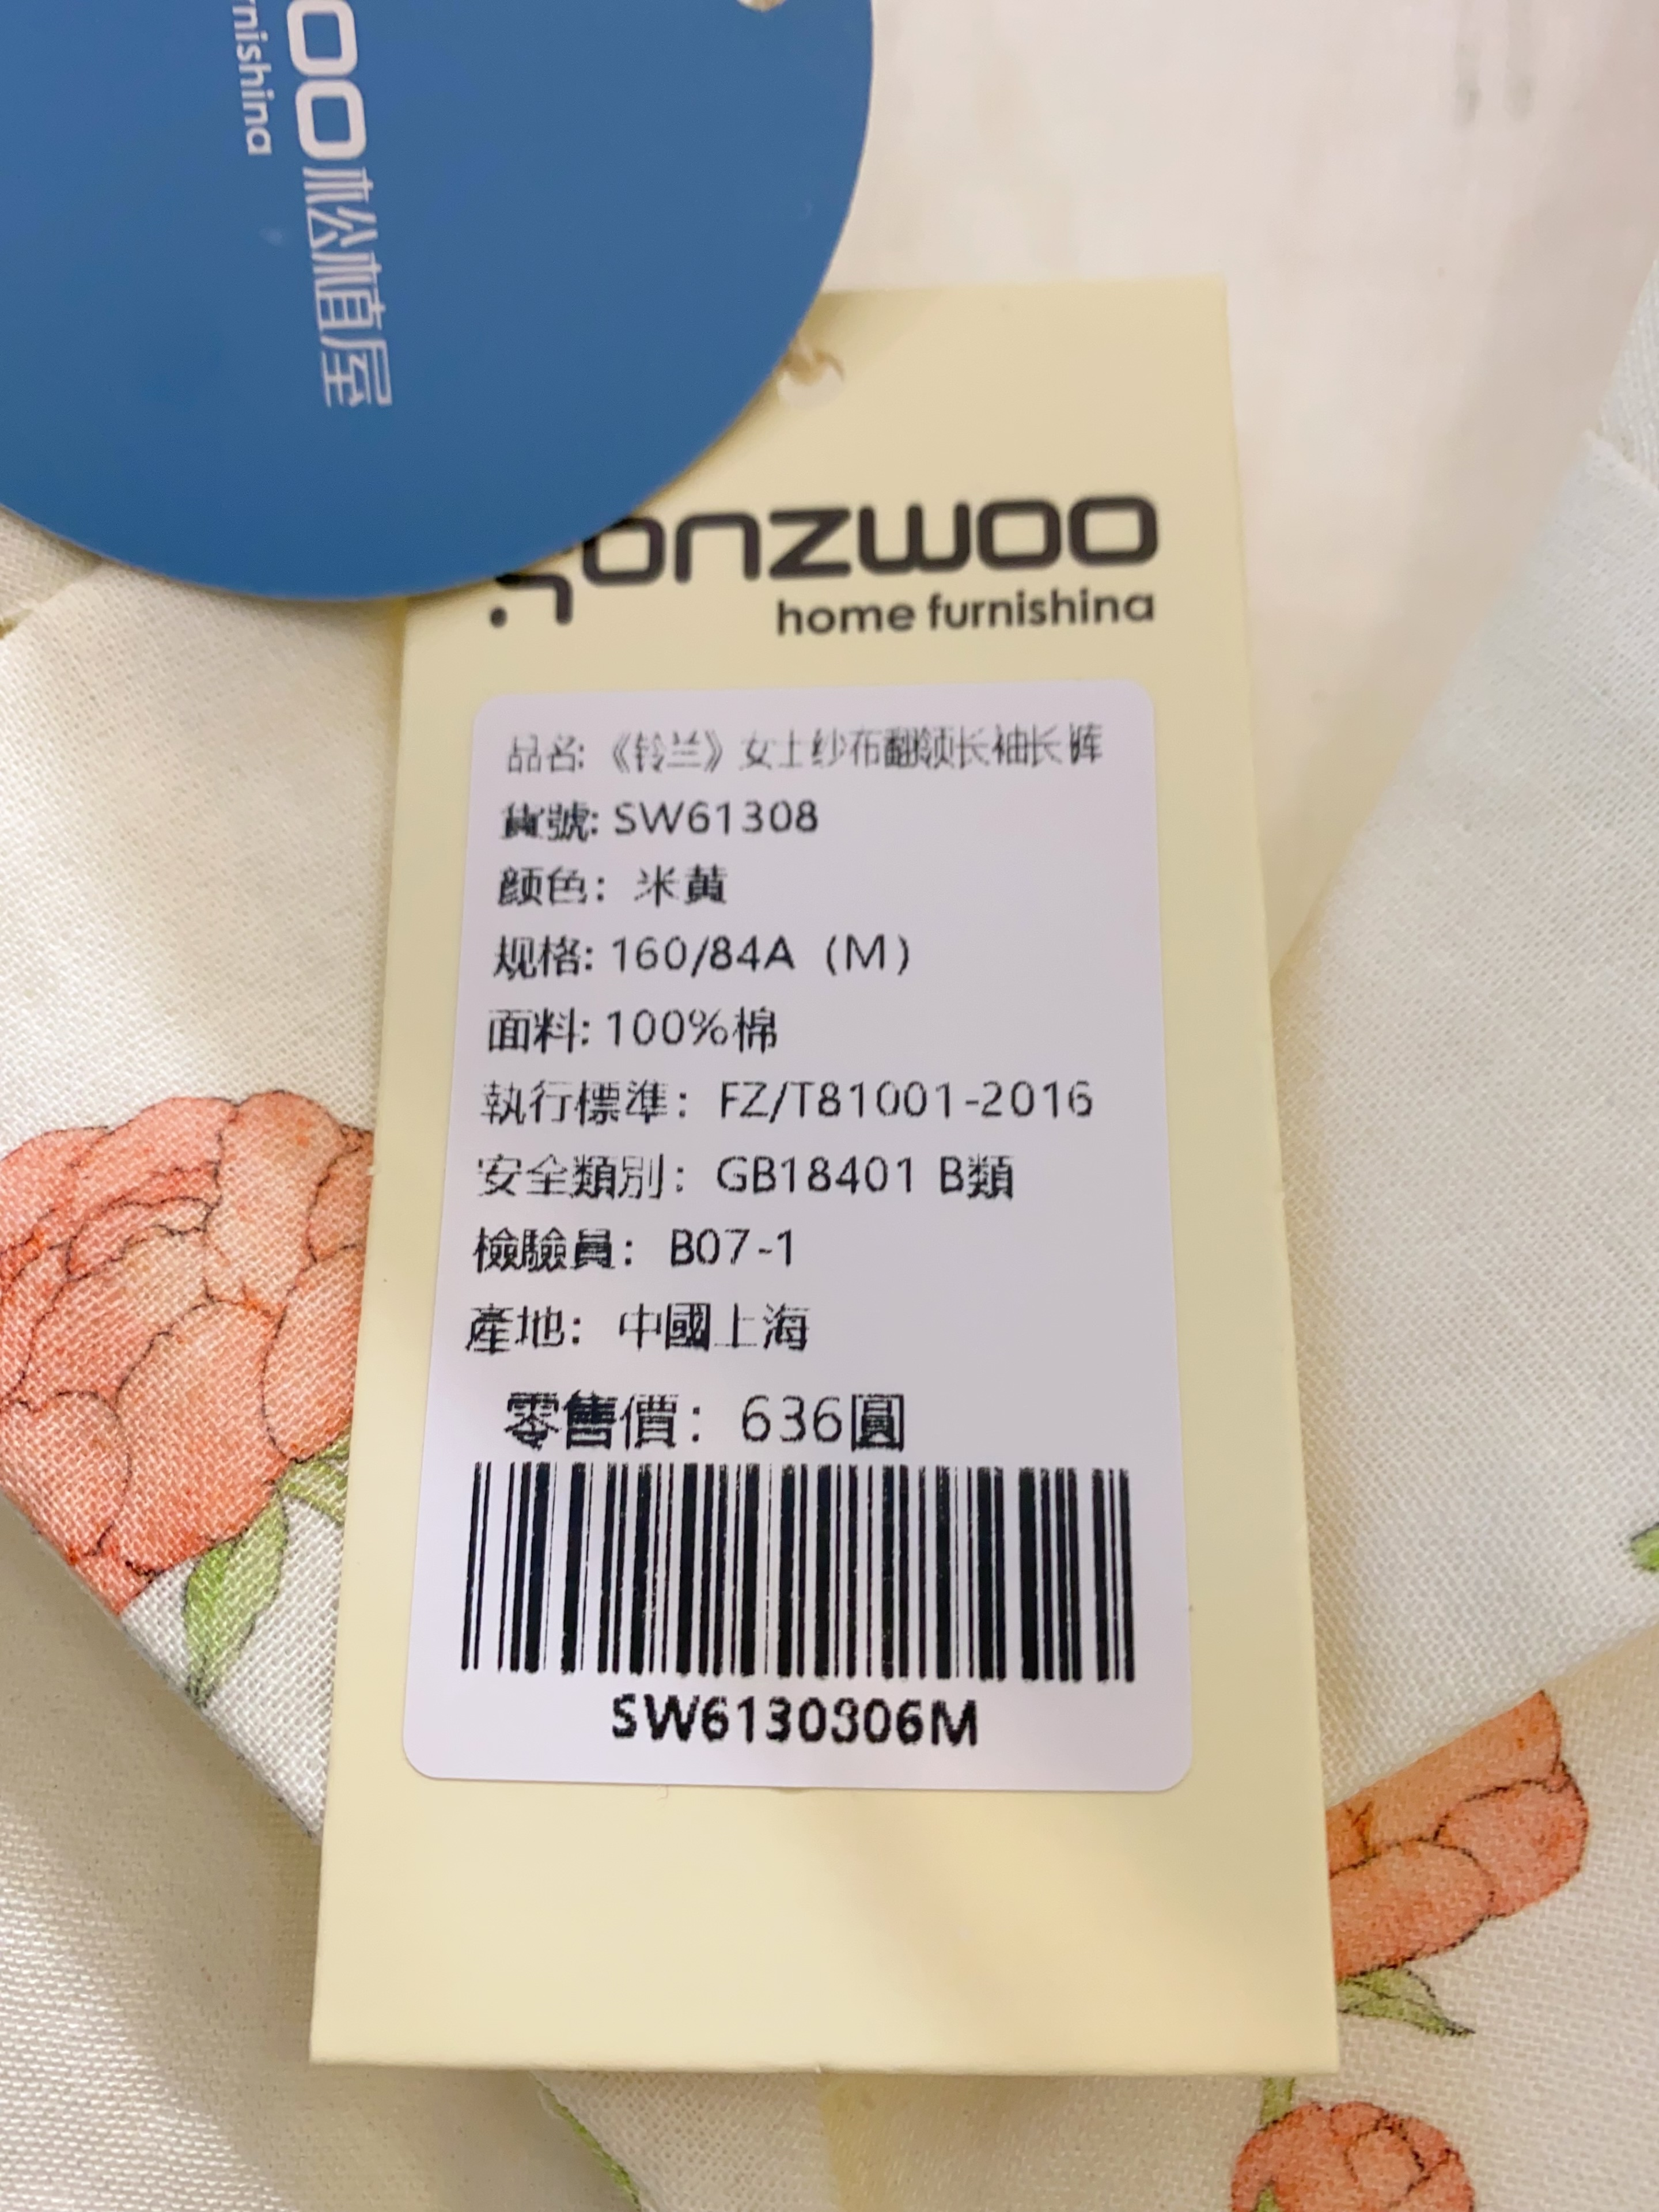 松植屋
onzwoo
home furnishina
品名:《铃兰》女士纱布翻领长袖长裤
貨號: SW61308
颜色: 米黄
规格: 160/84A（M）
面料: 100%棉
執行標準: FZ/T81001-2016
安全類別: GB18401 B類
檢驗員: B07-1
產地: 中國上海
零售價: 636圓
SW6130806M